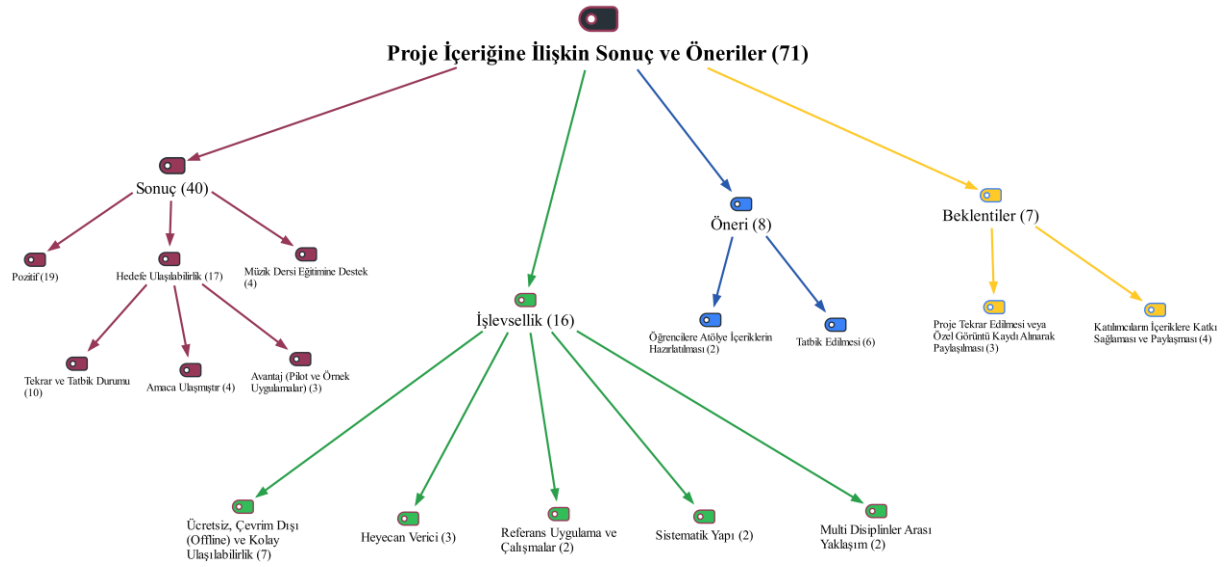 Proje İçeriğine İlişkin Sonuç ve Öneriler (71)
Sonuç (40)
Pozitif (19)
Hedefe Ulaşılabilirlik (17)
Müzik Dersi Eğitimine Destek
(4)
Tekrar ve Tatbik Durumu
(10)
Amaca Ulaşmıştır (4)
Avantaj (Pilot ve Örnek
Uygulamalar) (3)
İşlevsellik (16)
Ücretsiz, Çevrim Dışı
(Offline) ve Kolay
Ulaşılabilirlik (7)
Heyecan Verici (3)
Referans Uygulama ve
Çalışmalar (2)
Sistematik Yapı (2)
Multi Disiplinler Arası
Yaklaşım (2)
Öneri (8)
Öğrencilere Atölye İçeriklerin
Hazırlatılması (2)
Tatbik Edilmesi (6)
Beklentiler (7)
Proje Tekrar Edilmesi veya
Özel Görüntü Kaydı Alınarak
Paylaşılması (3)
Katılımcıların İçeriklere Katkı
Sağlaması ve Paylaşması (4)